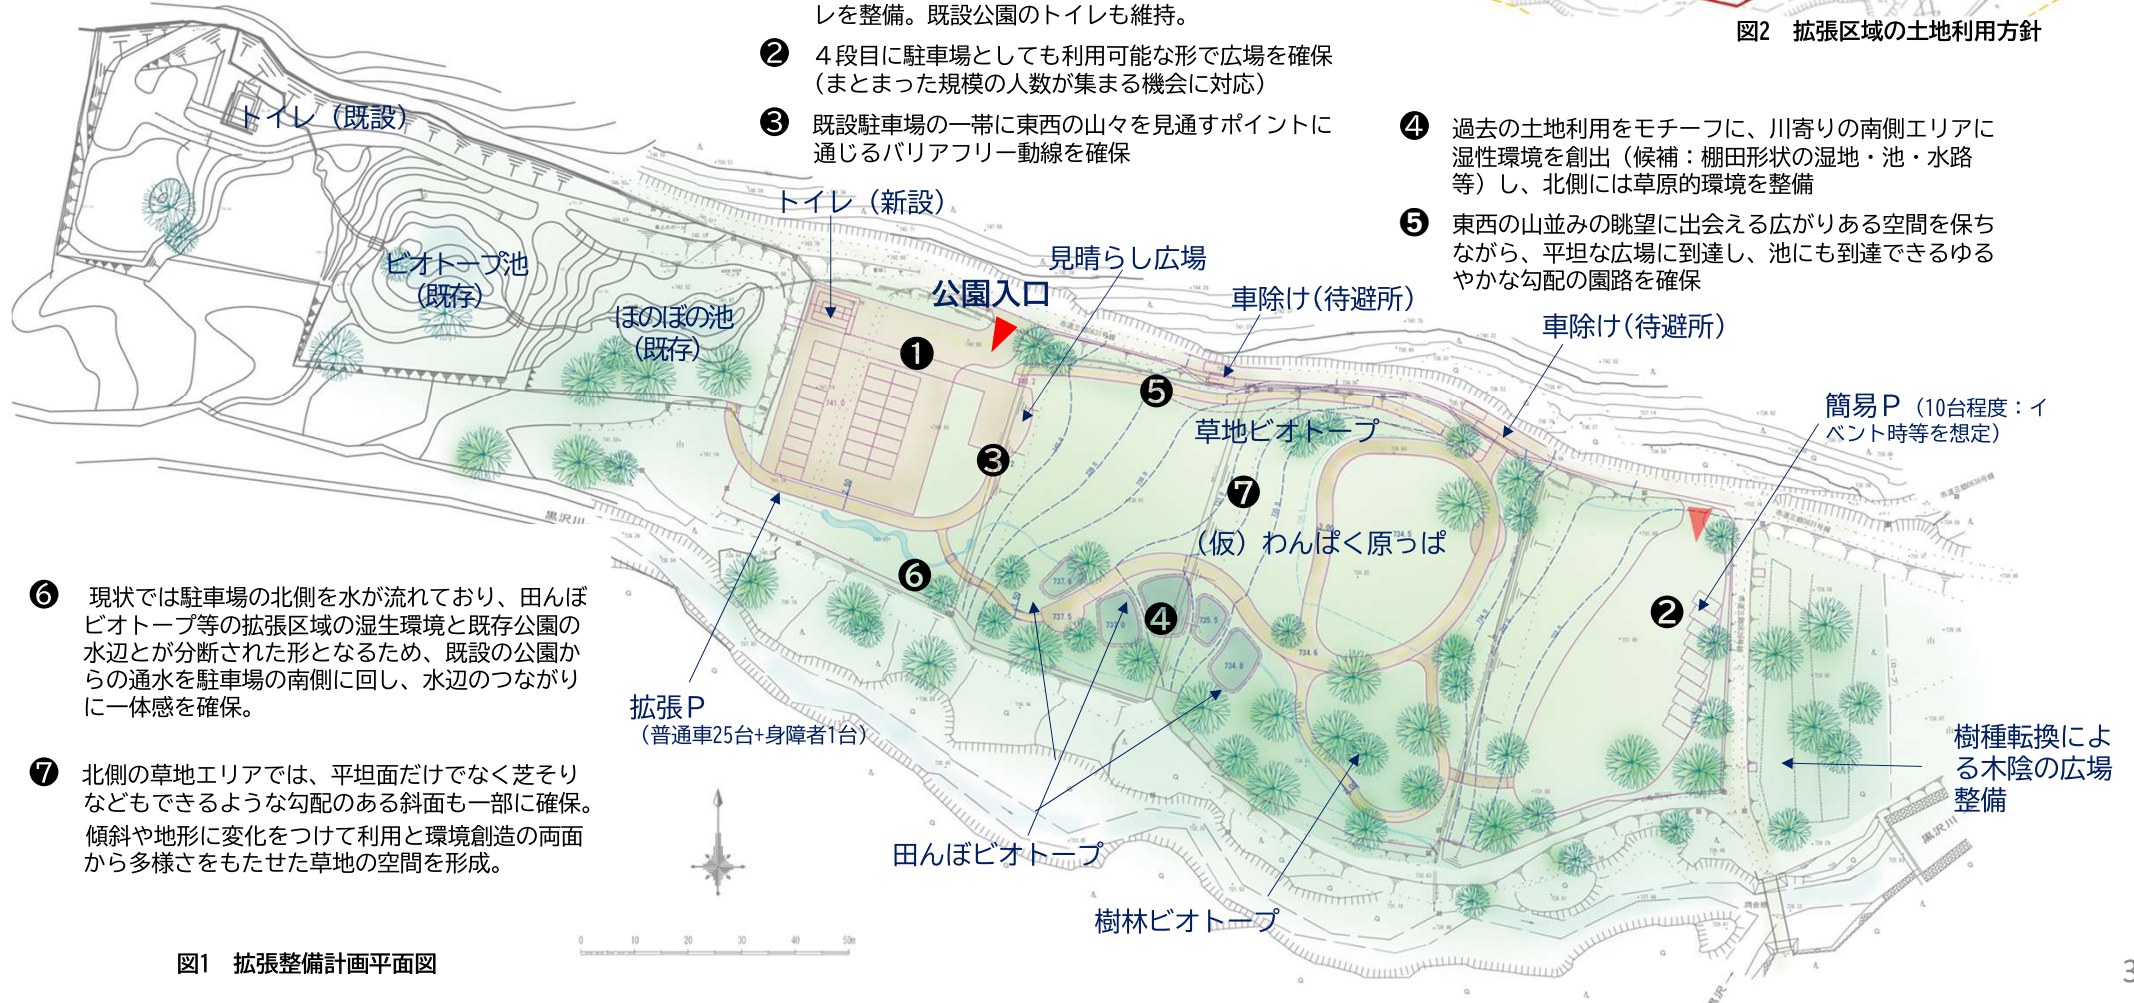 レを整備。既設公園のトイレも維持。
❷ ４段目に駐車場としても利用可能な形で広場を確保
（まとまった規模の人数が集まる機会に対応）
❸ 既設駐車場の一帯に東西の山々を見通すポイントに
通じるバリアフリー動線を確保
図2 拡張区域の土地利用方針
❹ 過去の土地利用をモチーフに、川寄りの南側エリアに
湿性環境を創出（候補：棚田形状の湿地・池・水路
等）し、北側には草原的環境を整備
❺ 東西の山並みの眺望に出会える広がりある空間を保ち
ながら、平坦な広場に到達し、池にも到達できるゆる
やかな勾配の園路を確保
トイレ（既設）
トイレ（新設）
見晴らし広場
公園入口
車除け（待避所）
車除け（待避所）
ビオトープ池
（既存）
ほのぼの池
（既存）
❶
❺
❸
草地ビオトープ
❼
（仮）わんぱく原っぱ
簡易Ｐ（10台程度：イ
ベント時等を想定）
❷
❻
❹
黒沢川
741.0
737.5
734.6
734.8
拡張Ｐ
（普通車25台+身障者1台）
田んぼビオトープ
樹林ビオトープ
樹種転換によ
る木陰の広場
整備
黒沢川
❻ 現状では駐車場の北側を水が流れており、田んぼ
ビオトープ等の拡張区域の湿生環境と既存公園の
水辺とが分断された形となるため、既設の公園か
らの通水を駐車場の南側に回し、水辺のつながり
に一体感を確保。
❼ 北側の草地エリアでは、平坦面だけでなく芝そり
などもできるような勾配のある斜面も一部に確保。
傾斜や地形に変化をつけて利用と環境創造の両面
から多様さをもたせた草地の空間を形成。
0 10 20 30 40 50m
図1 拡張整備計画平面図
3